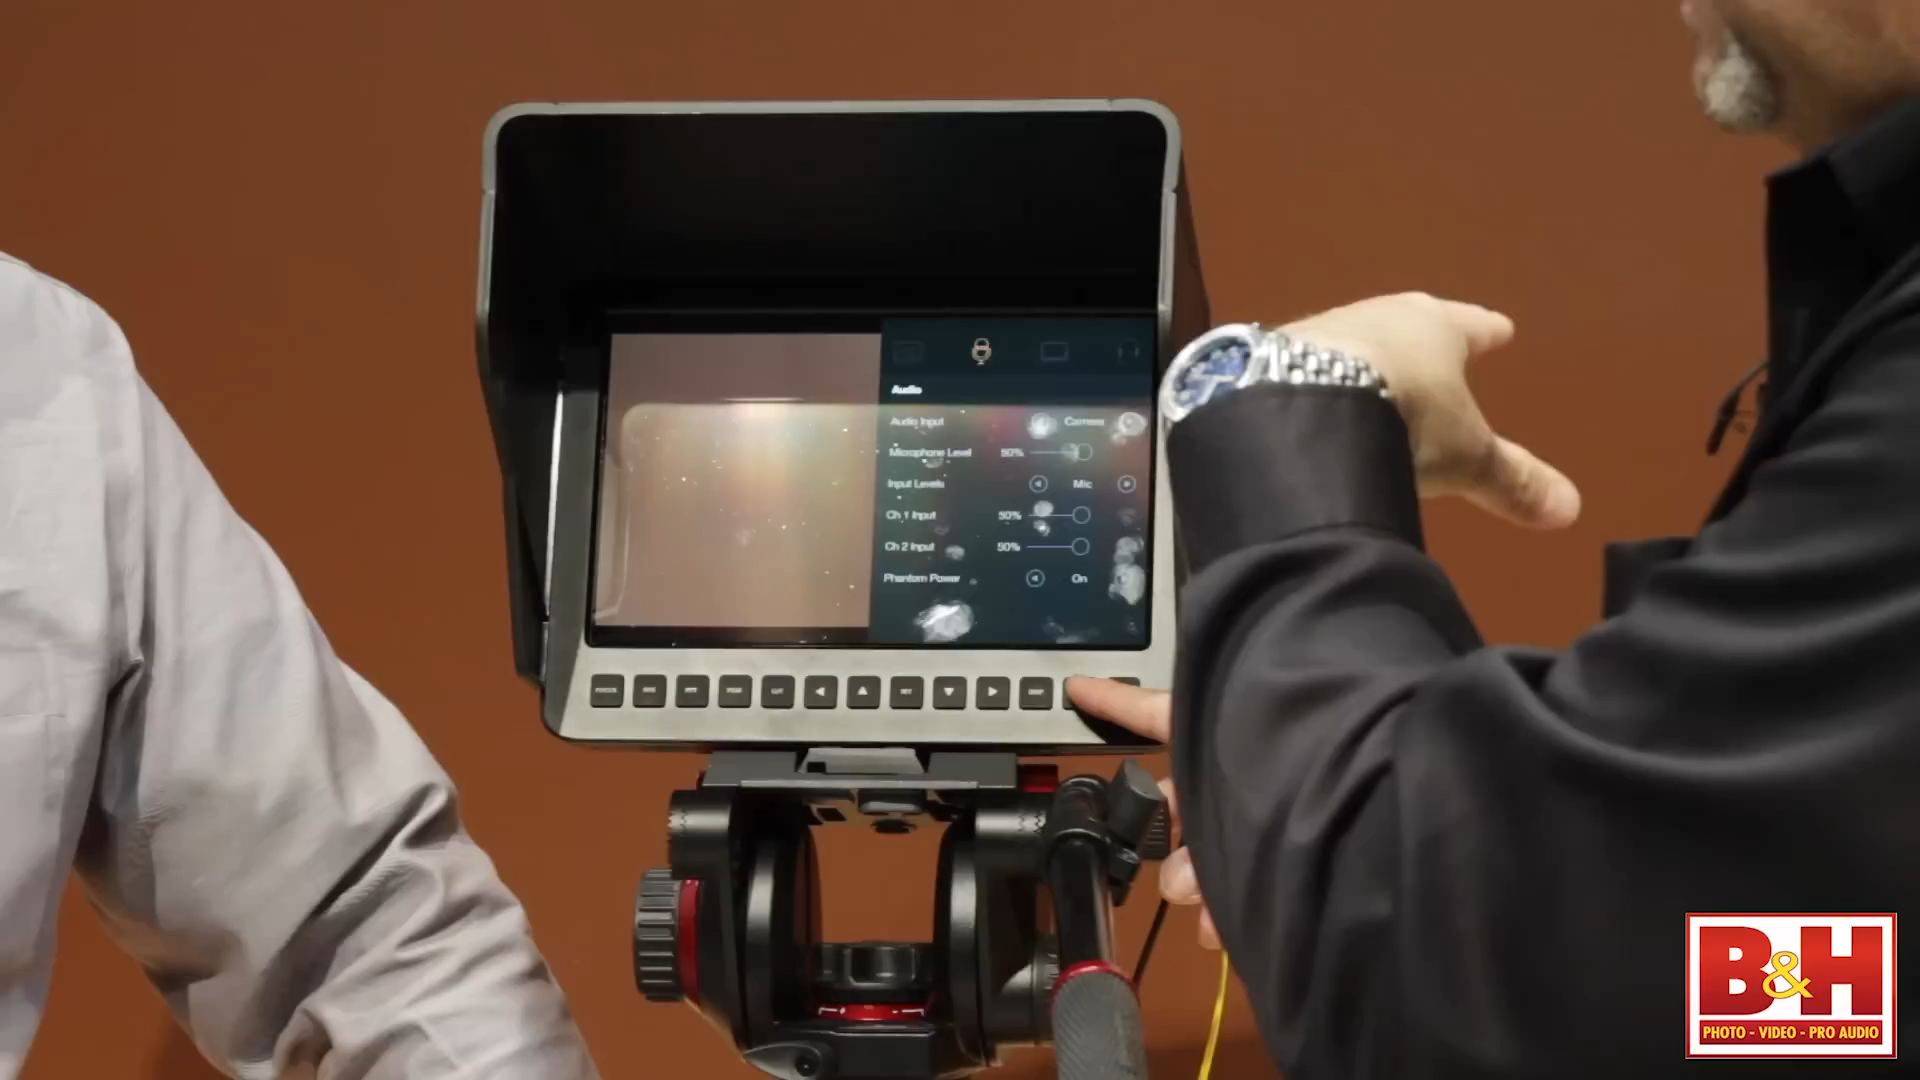 Audio
Audio Input Camera
Microphone Level 50%
Input Levels Mic
Ch 1 Input 50%
Ch 2 Input 50%
Phantom Power On
B&H
PHOTO - VIDEO - PRO AUDIO